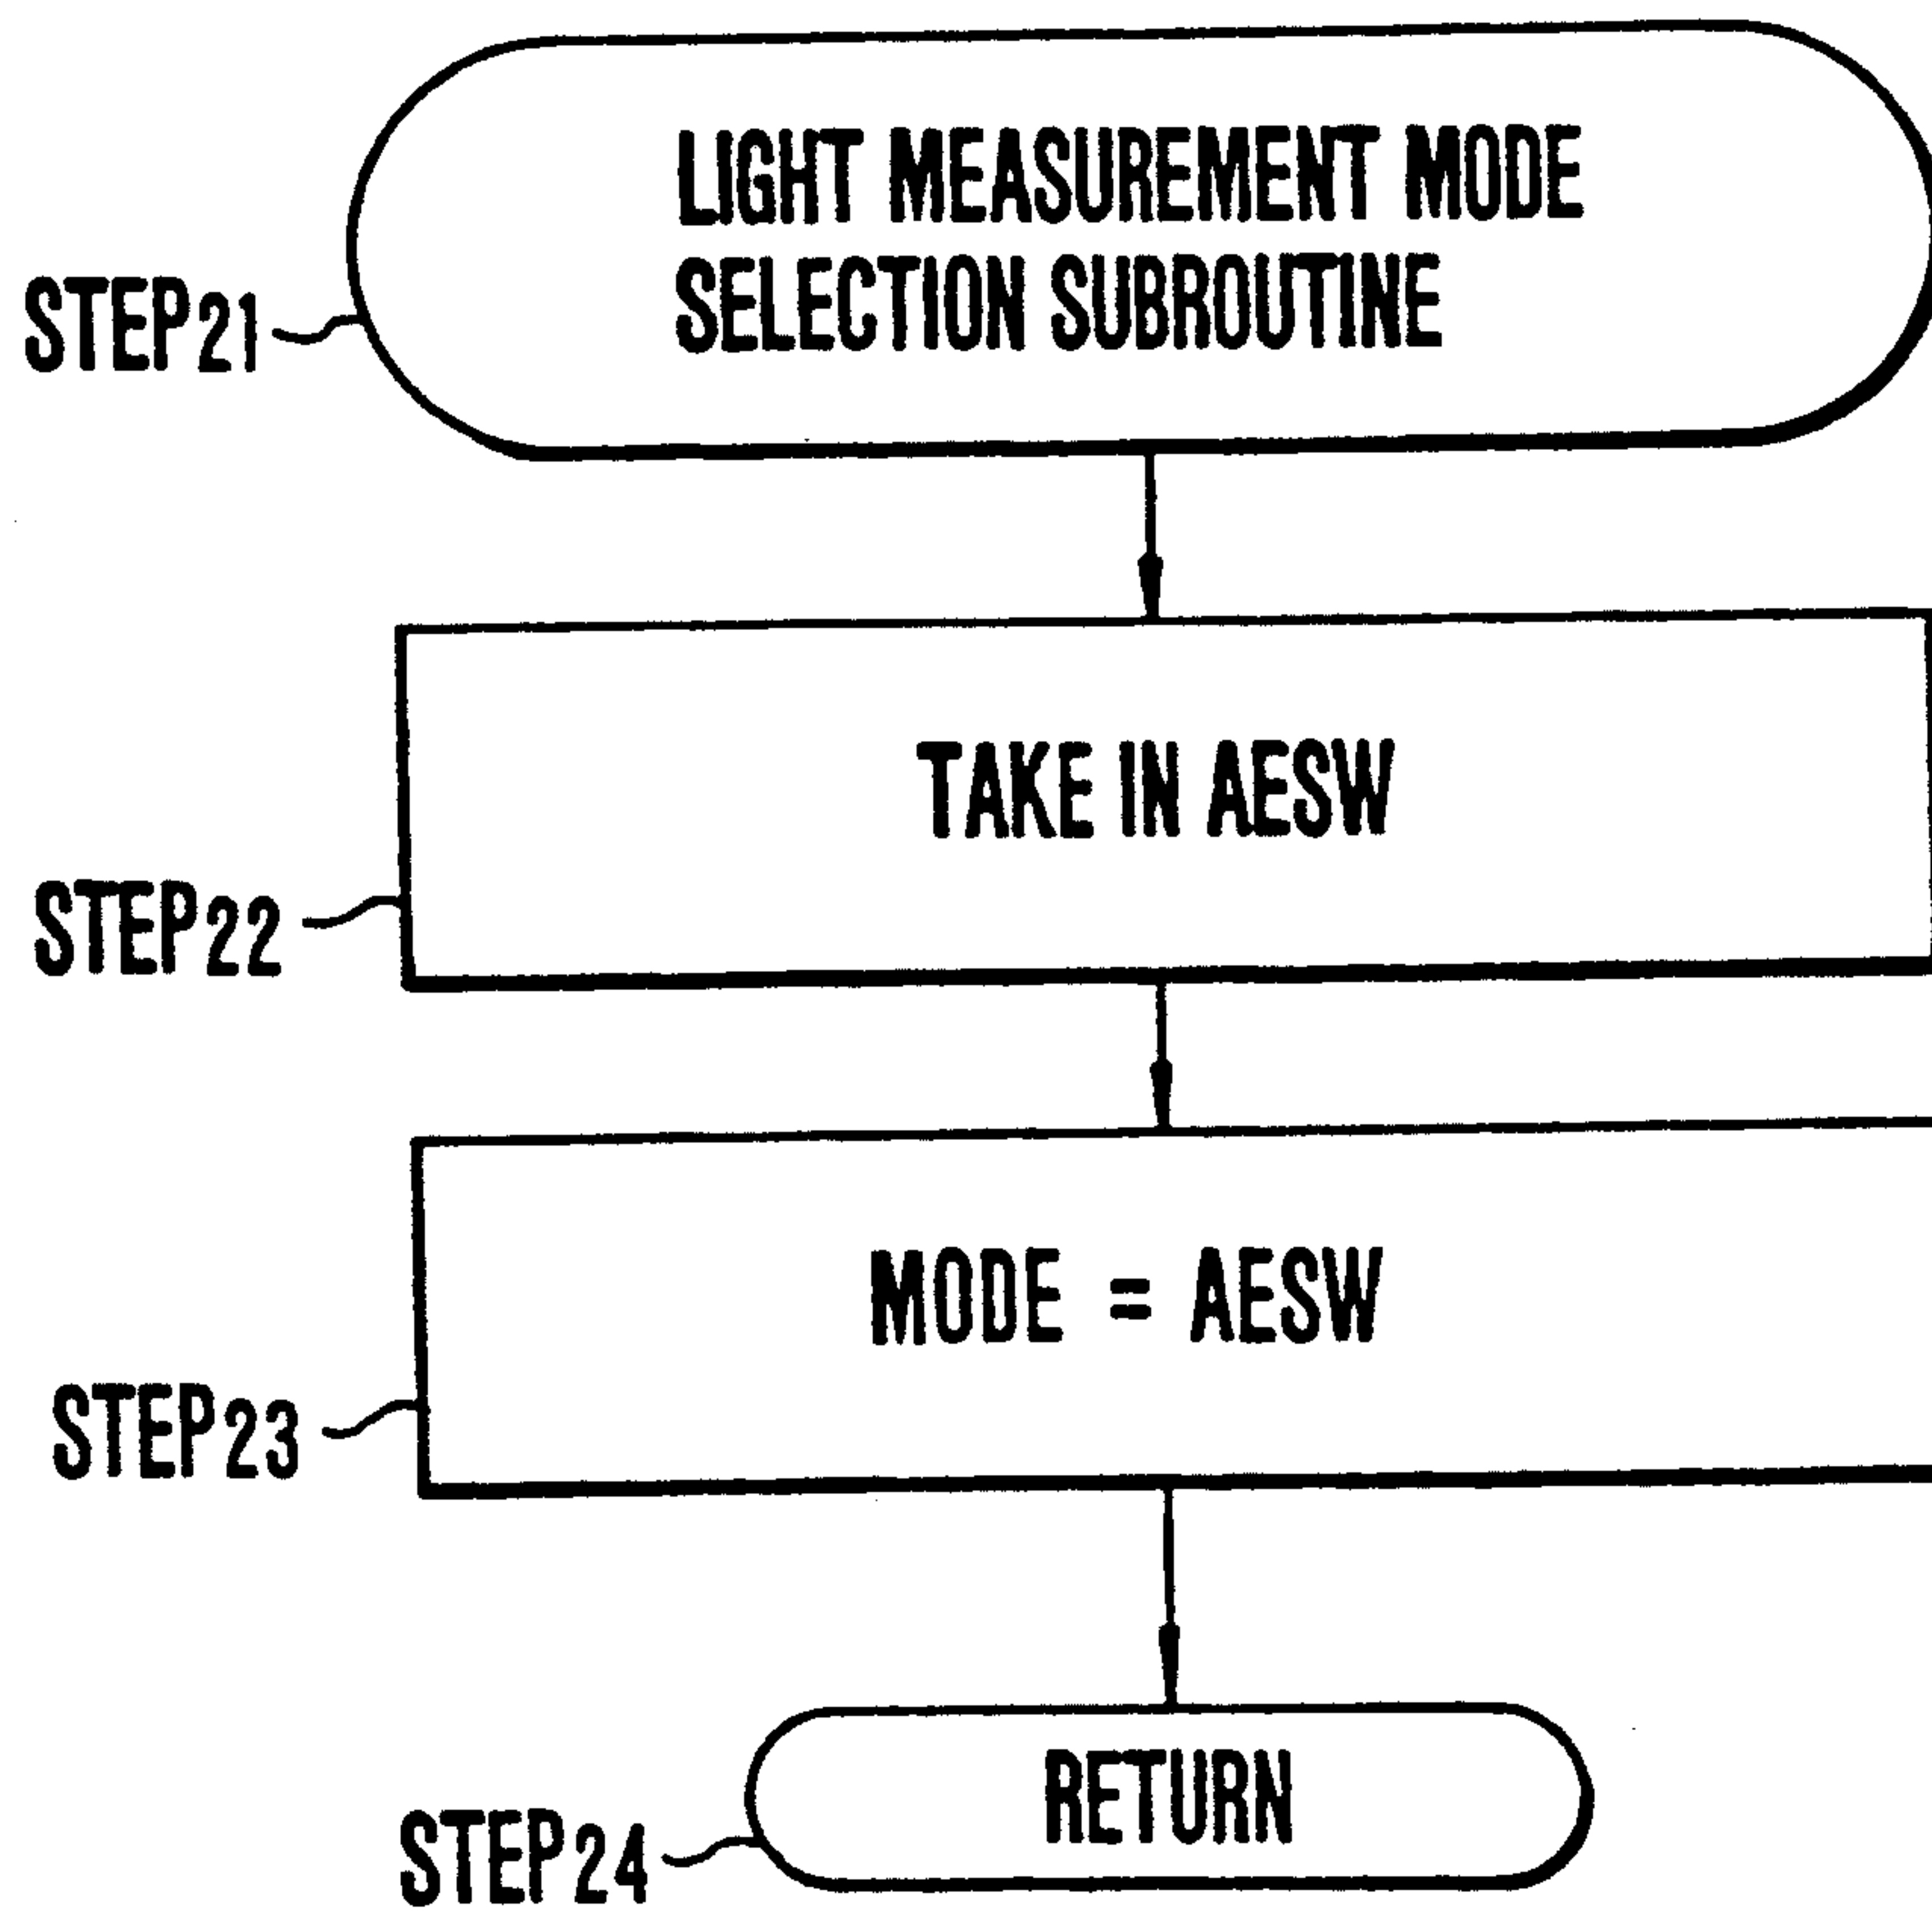 LIGHT MEASUREMENT MODE
SELECTION SUBROUTINE
STEP21
TAKE IN AESW
STEP22
MODE = AESW
STEP23
RETURN
STEP24